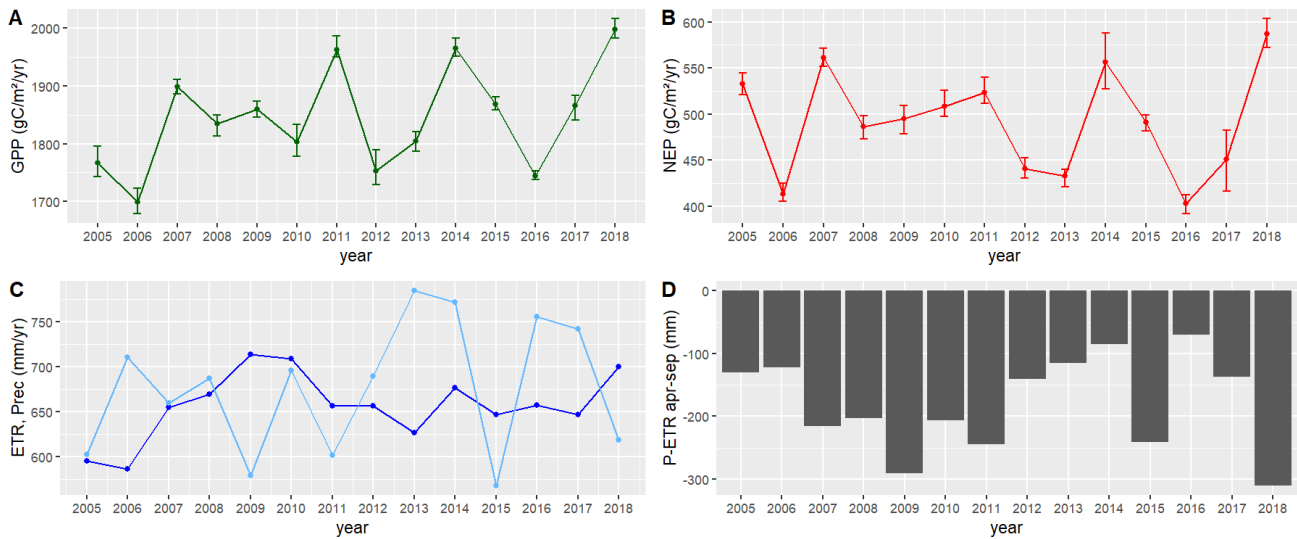 A
GPP (gC/m²/yr)
2000
1900
1800
1700
2005 2006 2007 2008 2009 2010 2011 2012 2013 2014 2015 2016 2017 2018
year
B
NEP (gC/m²/yr)
600
550
500
450
400
2005 2006 2007 2008 2009 2010 2011 2012 2013 2014 2015 2016 2017 2018
year
C
ETR, Prec (mm/yr)
750
700
650
600
2005 2006 2007 2008 2009 2010 2011 2012 2013 2014 2015 2016 2017 2018
year
D
P-ETR apr-sep (mm)
0
-100
-200
-300
2005 2006 2007 2008 2009 2010 2011 2012 2013 2014 2015 2016 2017 2018
year